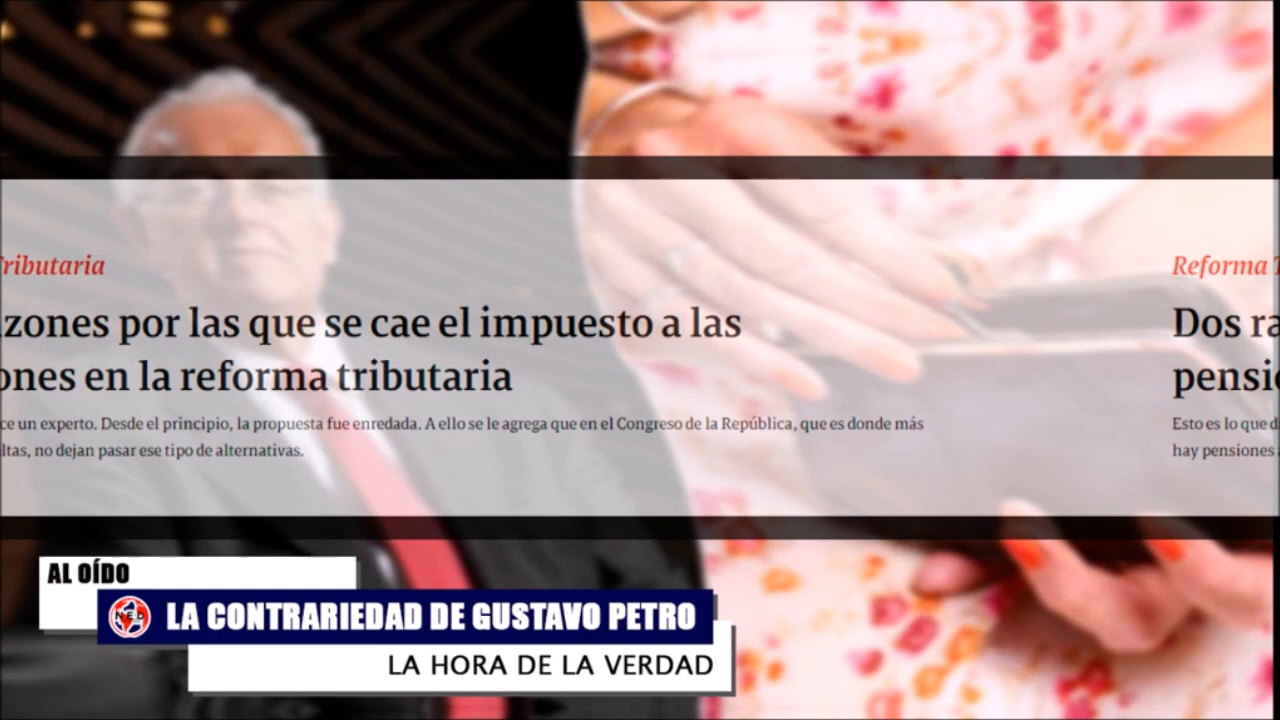 Tributaria
zones por las que se cae el impuesto a las
ones en la reforma tributaria
ce un experto. Desde el principio, la propuesta fue enredada. A ello se le agrega que en el Congreso de la República, que es donde más
ltas, no dejan pasar ese tipo de alternativas.
Reforma
Dos ra
pensi
Esto es lo que d
hay pensiones
AL OÍDO
LA CONTRARIEDAD DE GUSTAVO PETRO
LA HORA DE LA VERDAD